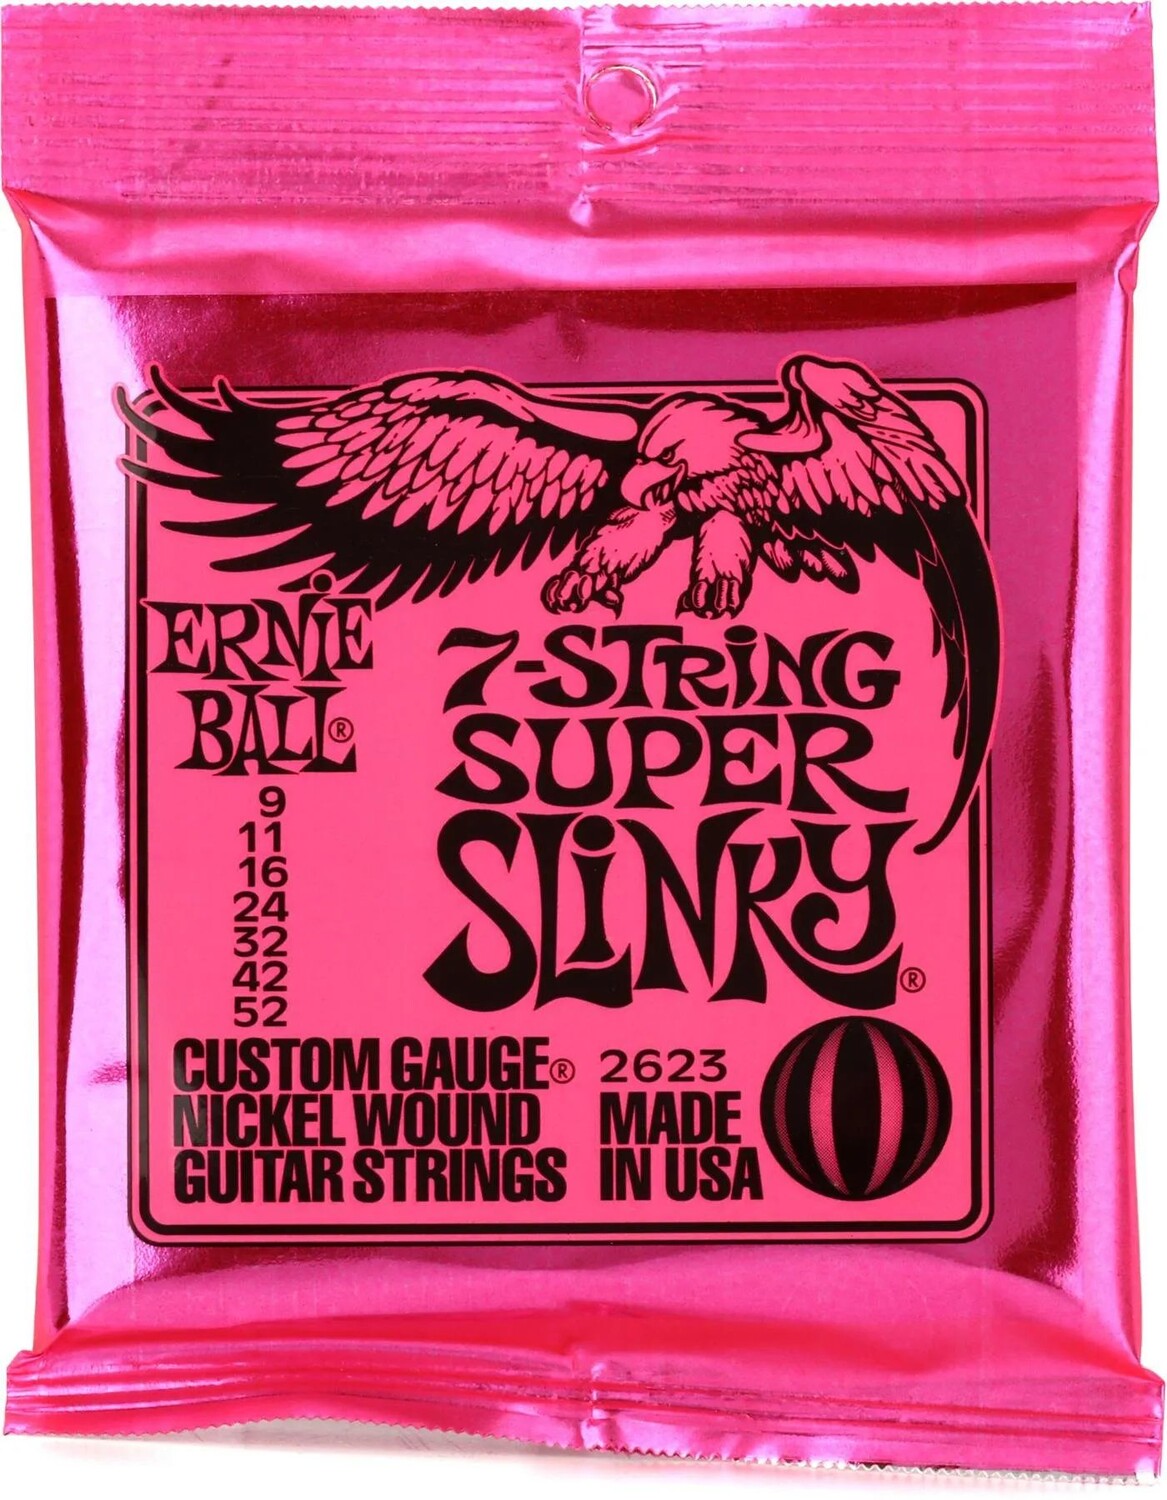 ERNiE
BALL®
7-STRiNG
SUPER
SLiNKY®
9
11
16
24
32
42
52
CUSTOM GAUGE®
NICKEL WOUND
GUITAR STRINGS
2623
MADE
IN USA